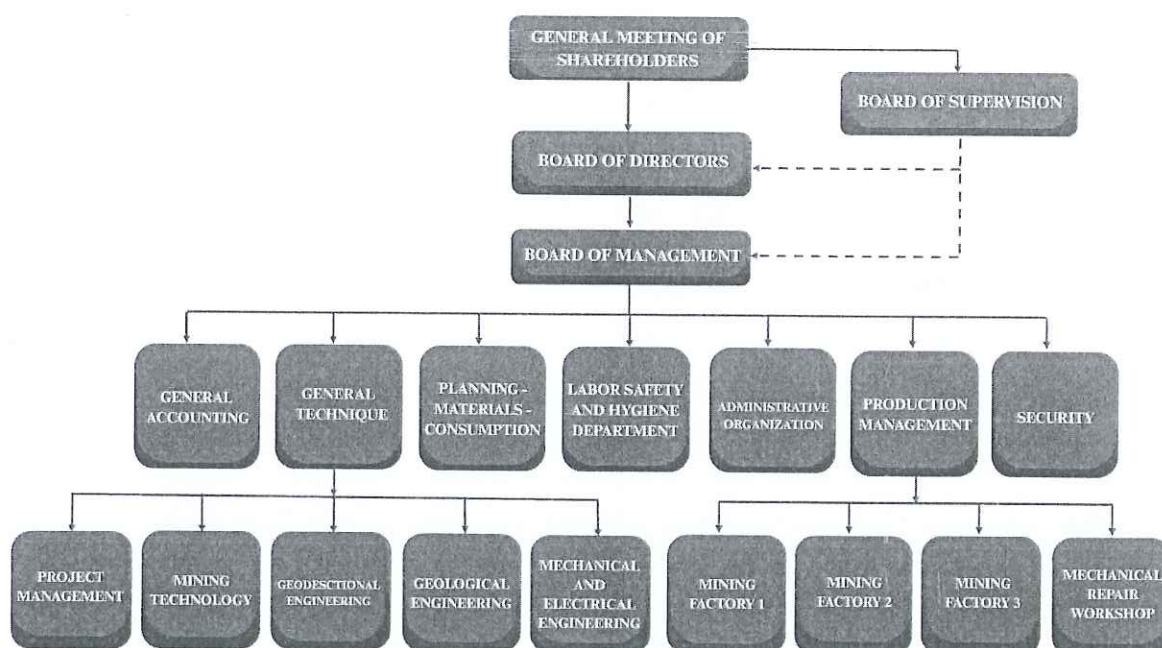 GENERAL MEETING OF
SHAREHOLDERS
BOARD OF SUPERVISION
BOARD OF DIRECTORS
BOARD OF MANAGEMENT
GENERAL
ACCOUNTING
GENERAL
TECHNIQUE
PLANNING -
MATERIALS -
CONSUMPTION
LABOR SAFETY
AND HYGIENE
DEPARTMENT
ADMINISTRATIVE
ORGANIZATION
PRODUCTION
MANAGEMENT
SECURITY
PROJECT
MANAGEMENT
MINING
TECHNOLOGY
GEODESCTIONAL
ENGINEERING
GEOLOGICAL
ENGINEERING
MECHANICAL
AND
ELECTRICAL
ENGINEERING
MINING
FACTORY 1
MINING
FACTORY 2
MINING
FACTORY 3
MECHANICAL
REPAIR
WORKSHOP